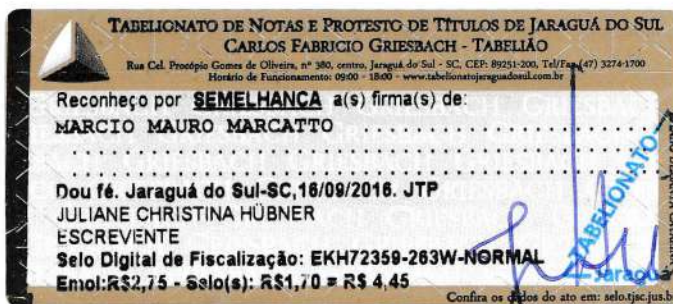 TABELIONATO DE NOTAS E PROTESTO DE TÍTULOS DE JARAGUÁ DO SUL
CARLOS FABRICIO GRIESBACH - TABELIÃO
Rua Cel. Procópio Gomes de Oliveira, nº 380, centro, Jaraguá do Sul - SC, CEP: 89251-200, Tel/Fax (47) 3274-1700
Horário de Funcionamento: 09:00 - 18:00 - www.tabelionatojaraguadosul.com.br
Reconheço por SEMELHANÇA a(s) firma(s) de:
MARCIO MAURO MARCATTO
Dou fé. Jaraguá do Sul-SC,16/09/2016. JTP
JULIANE CHRISTINA HÜBNER
ESCREVENTE
Selo Digital de Fiscalização: EKH72359-263W-NORMAL
Emol:R$2,75 - Selo(s): R$1,70 = R$ 4,45
Confira os dados do ato em: selo.tjsc.jus.b
TABELIONATO
Jaraguá